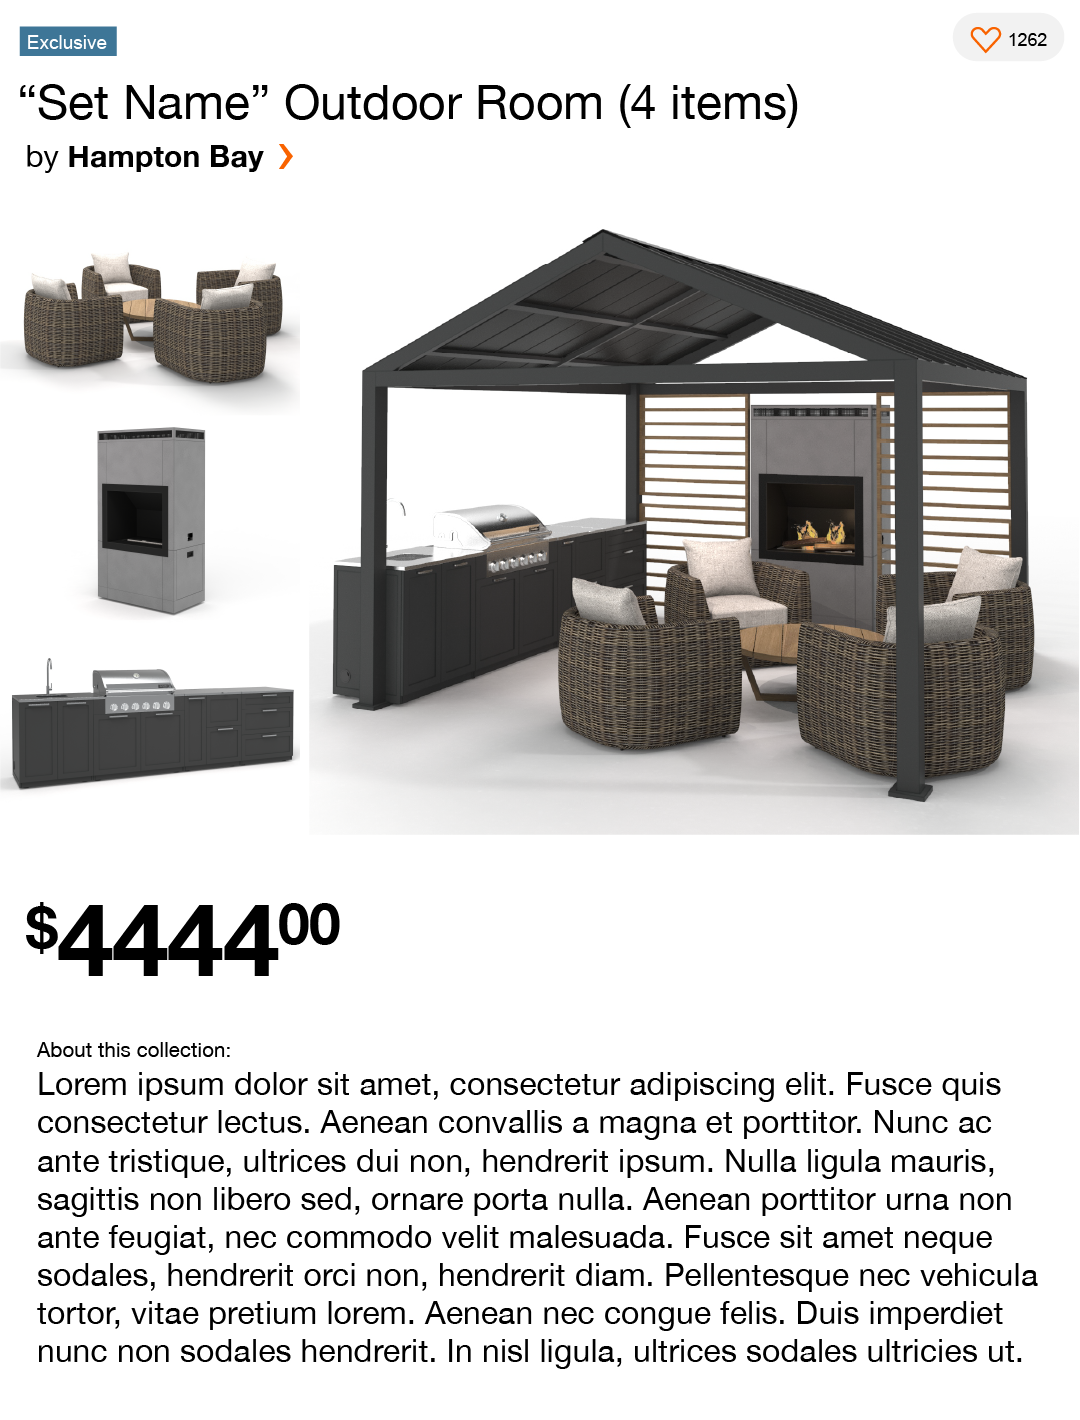 Exclusive
1262
“Set Name” Outdoor Room (4 items)
by Hampton Bay
$444400
About this collection:
Lorem ipsum dolor sit amet, consectetur adipiscing elit. Fusce quis
consectetur lectus. Aenean convallis a magna et porttitor. Nunc ac
ante tristique, ultrices dui non, hendrerit ipsum. Nulla ligula mauris,
sagittis non libero sed, ornare porta nulla. Aenean porttitor urna non
ante feugiat, nec commodo velit malesuada. Fusce sit amet neque
sodales, hendrerit orci non, hendrerit diam. Pellentesque nec vehicula
tortor, vitae pretium lorem. Aenean nec congue felis. Duis imperdiet
nunc non sodales hendrerit. In nisl ligula, ultrices sodales ultricies ut.